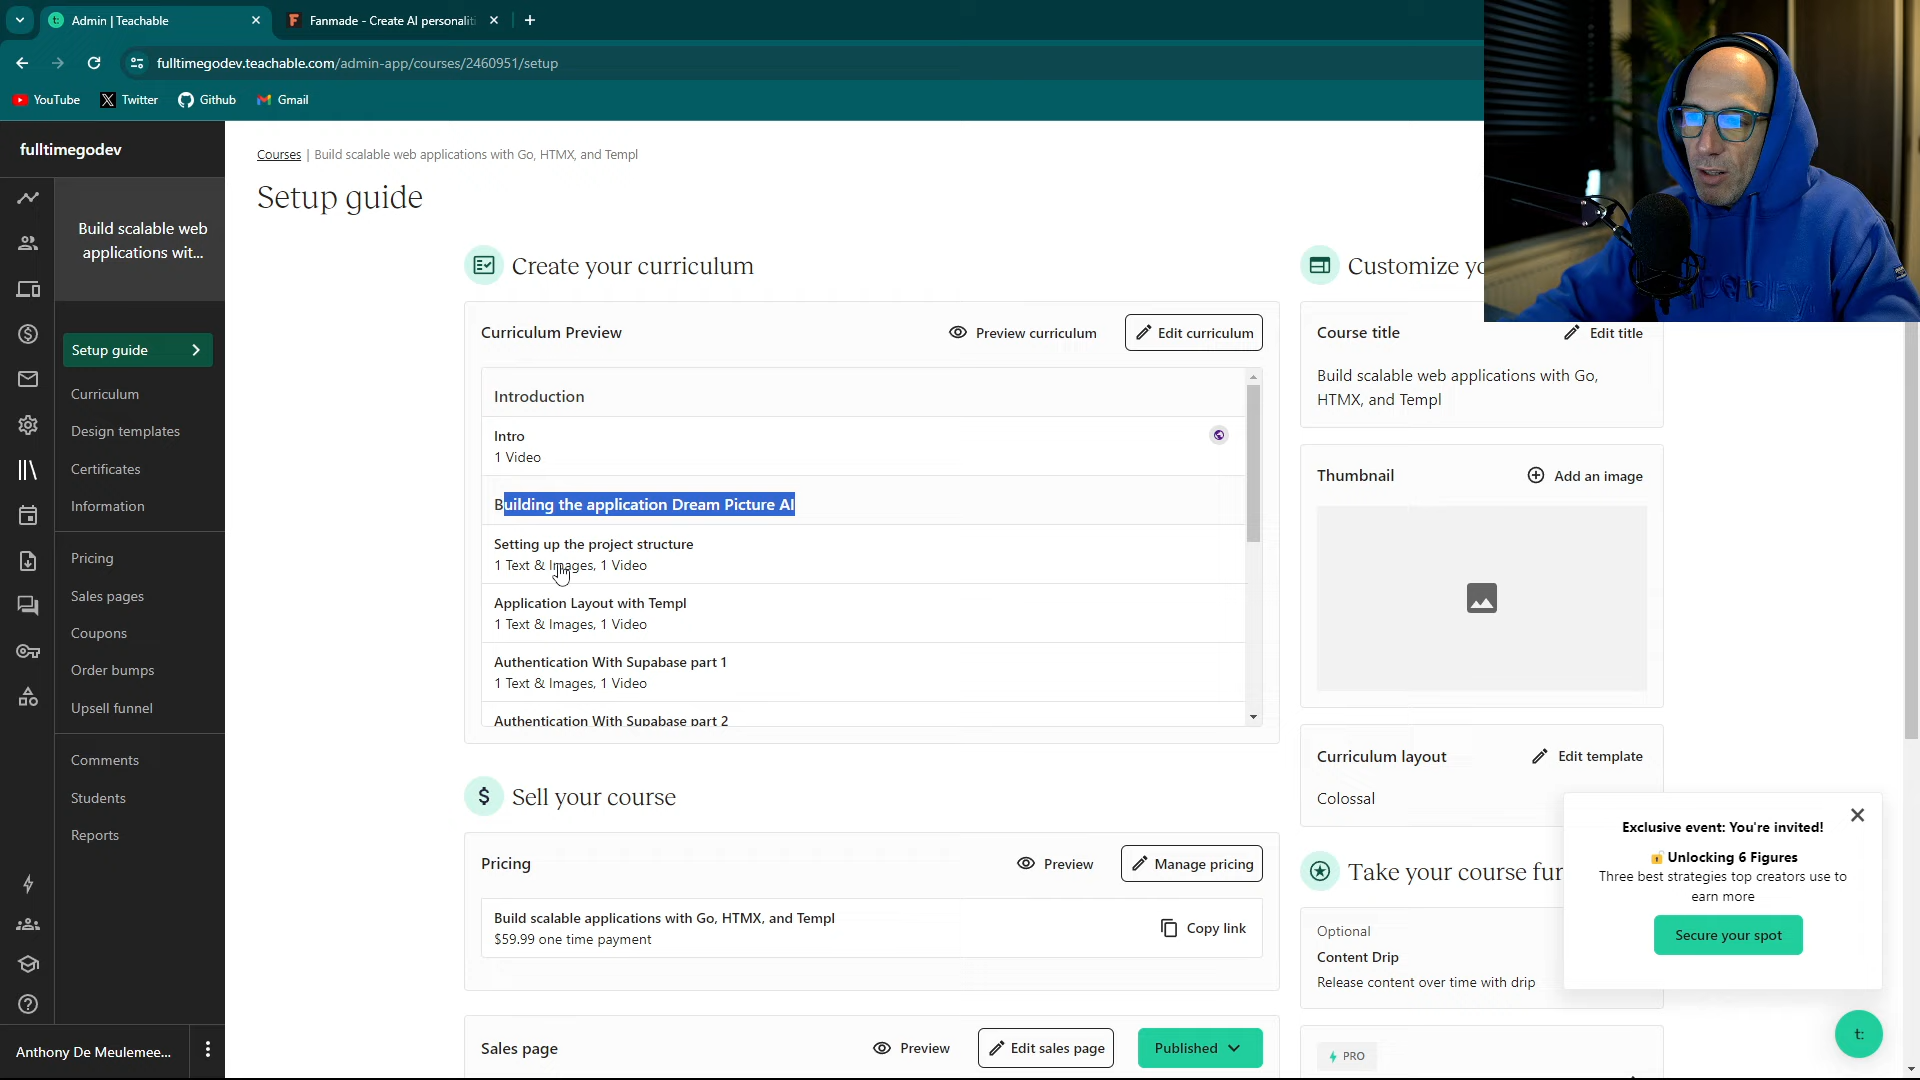 Admin | Teachable
Fanmade - Create AI personaliti
fulltimegodev.teachable.com/admin-app/courses/2460951/setup
YouTube
Twitter
Github
Gmail
fulltimegodev
Build scalable web
applications wit...
Setup guide
Curriculum
Design templates
Certificates
Information
Pricing
Sales pages
Coupons
Order bumps
Upsell funnel
Comments
Students
Reports
Anthony De Meulemee...
Courses | Build scalable web applications with Go, HTMX, and Templ
Setup guide
Create your curriculum
Curriculum Preview
Preview curriculum
Edit curriculum
Introduction
Intro
1 Video
Building the application Dream Picture AI
Setting up the project structure
1 Text & Images, 1 Video
Application Layout with Templ
1 Text & Images, 1 Video
Authentication With Supabase part 1
1 Text & Images, 1 Video
Authentication With Supabase part 2
Sell your course
Pricing
Preview
Manage pricing
Build scalable applications with Go, HTMX, and Templ
$59.99 one time payment
Copy link
Sales page
Preview
Edit sales page
Published
Customize yo
Course title
Edit title
Build scalable web applications with Go,
HTMX, and Templ
Thumbnail
Add an image
Curriculum layout
Edit template
Colossal
Take your course fur
Optional
Content Drip
Release content over time with drip
PRO
Exclusive event: You're invited!
🔓 Unlocking 6 Figures
Three best strategies top creators use to
earn more
Secure your spot
t: